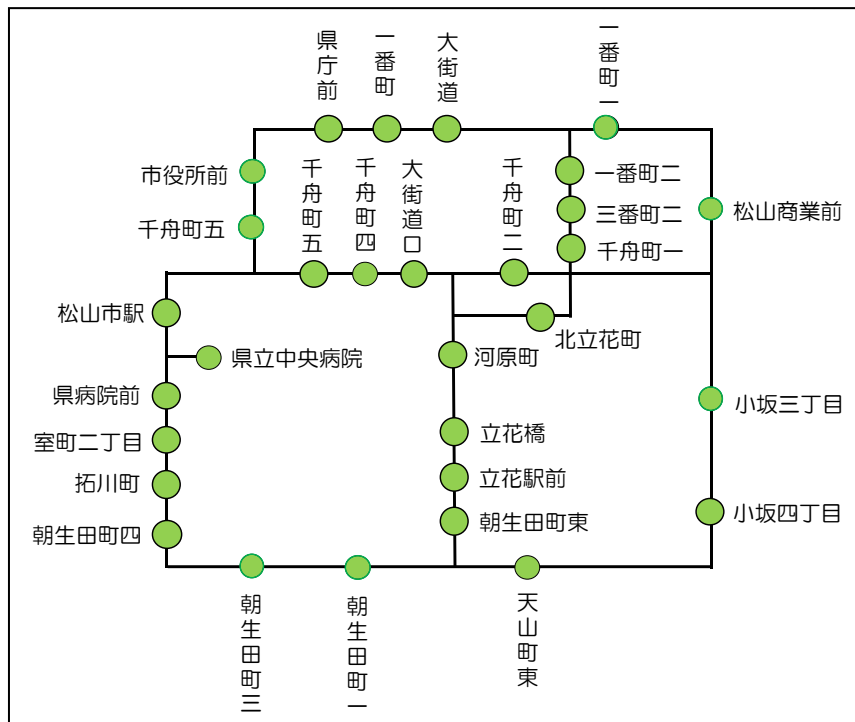 県庁前
一番町
大街道
一番町一
市役所前
千舟町五
千舟町五
千舟町四
大街道口
千舟町二
一番町二
三番町二
千舟町一
松山商業前
松山市駅
北立花町
県立中央病院
河原町
県病院前
小坂三丁目
室町二丁目
立花橋
拓川町
立花駅前
朝生田町四
朝生田町東
小坂四丁目
朝生田町三
朝生田町一
天山町東